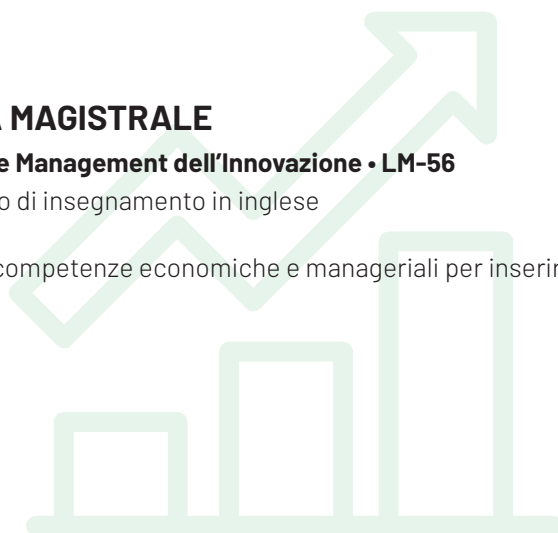 A MAGISTRALE
e Management dell’Innovazione • LM-56
o di insegnamento in inglese
competenze economiche e manageriali per inserir